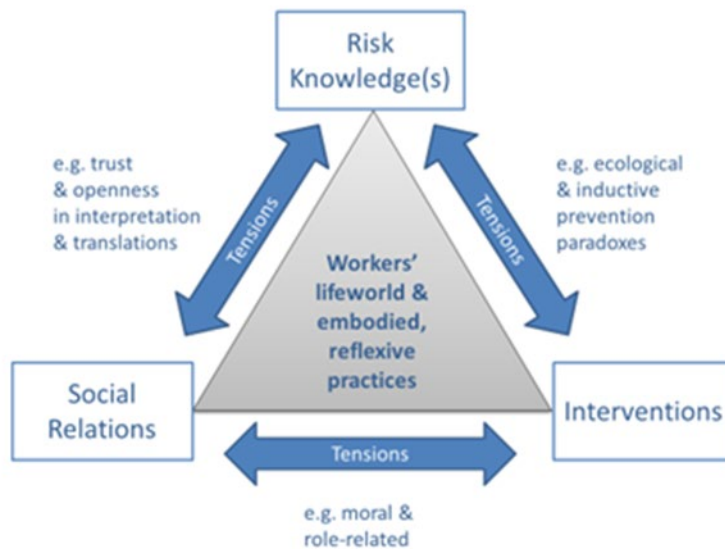 Risk
Knowledge(s)
e.g. trust
& openness
in interpretation
& translations
Tensions
Tensions
e.g. ecological
& inductive
prevention
paradoxes
Workers’
lifeworld &
embodied,
reflexive
practices
Social
Relations
Interventions
Tensions
e.g. moral &
role-related